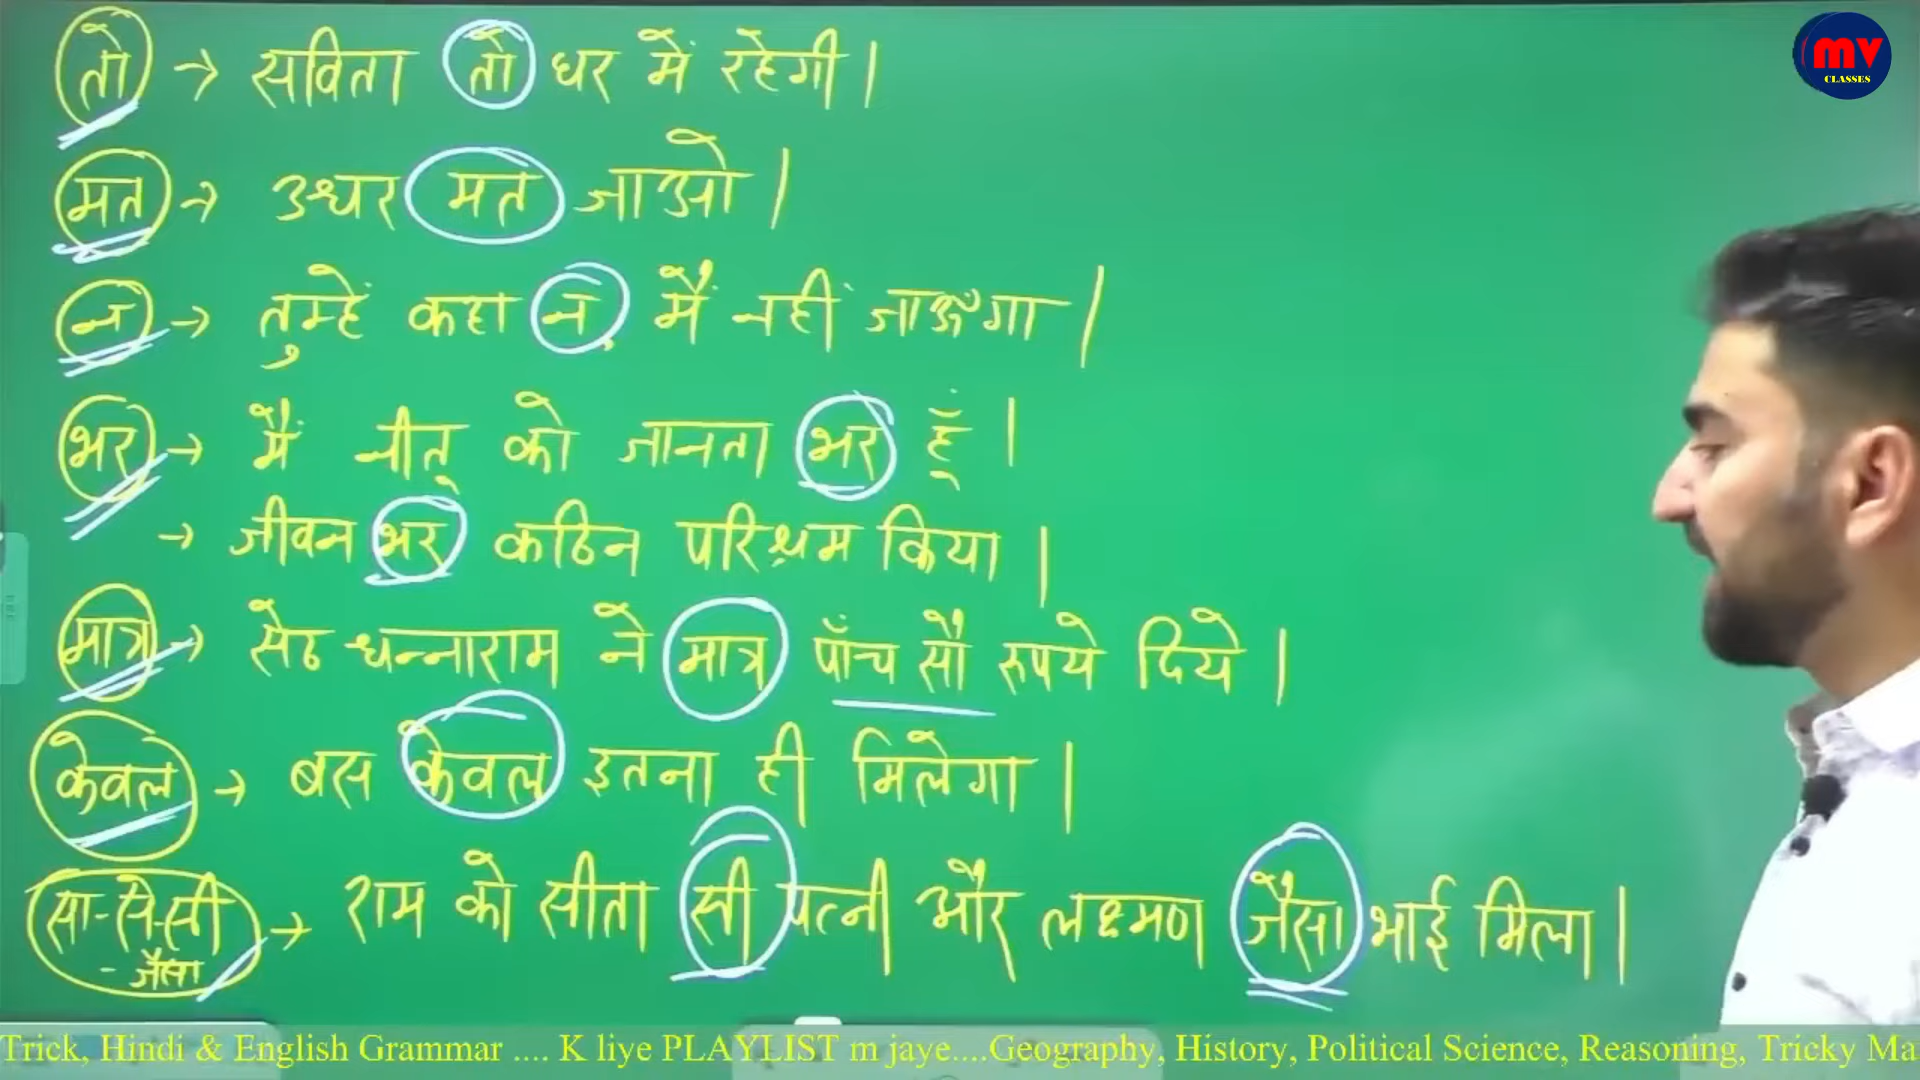 MV
CLASSES
तो → सविता तो घर में रहेगी।
मत → उधर मत जाओ।
न → तुम्हें कहा न, मैं नहीं जाऊँगा।
भर → मैं नीतू को जानता भर हूँ।
→ जीवन भर कठिन परिश्रम किया।
मात्र → सेठ धन्नाराम ने मात्र पाँच सौ रूपये दिये।
केवल → बस केवल इतना ही मिलेगा।
सा-से-सी → राम को सीता सी पत्नी और लक्ष्मण जैसा भाई मिला।
- जैसा
Trick, Hindi & English Grammar .... K liye PLAYLIST m jaye....Geography, History, Political Science, Reasoning, Tricky Ma